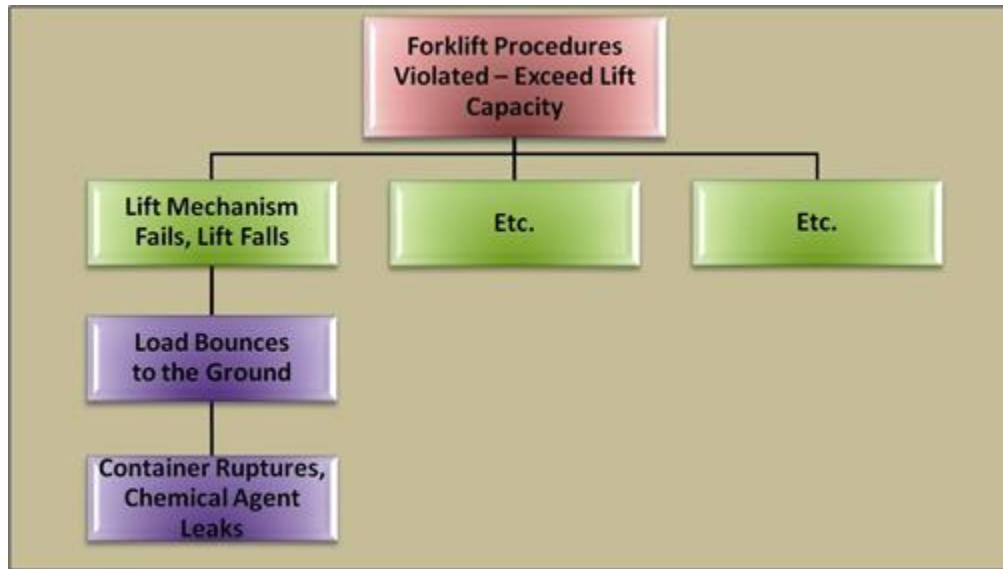 Forklift Procedures
Violated – Exceed Lift
Capacity
Lift Mechanism
Fails, Lift Falls
Etc.
Etc.
Load Bounces
to the Ground
Container Ruptures,
Chemical Agent
Leaks